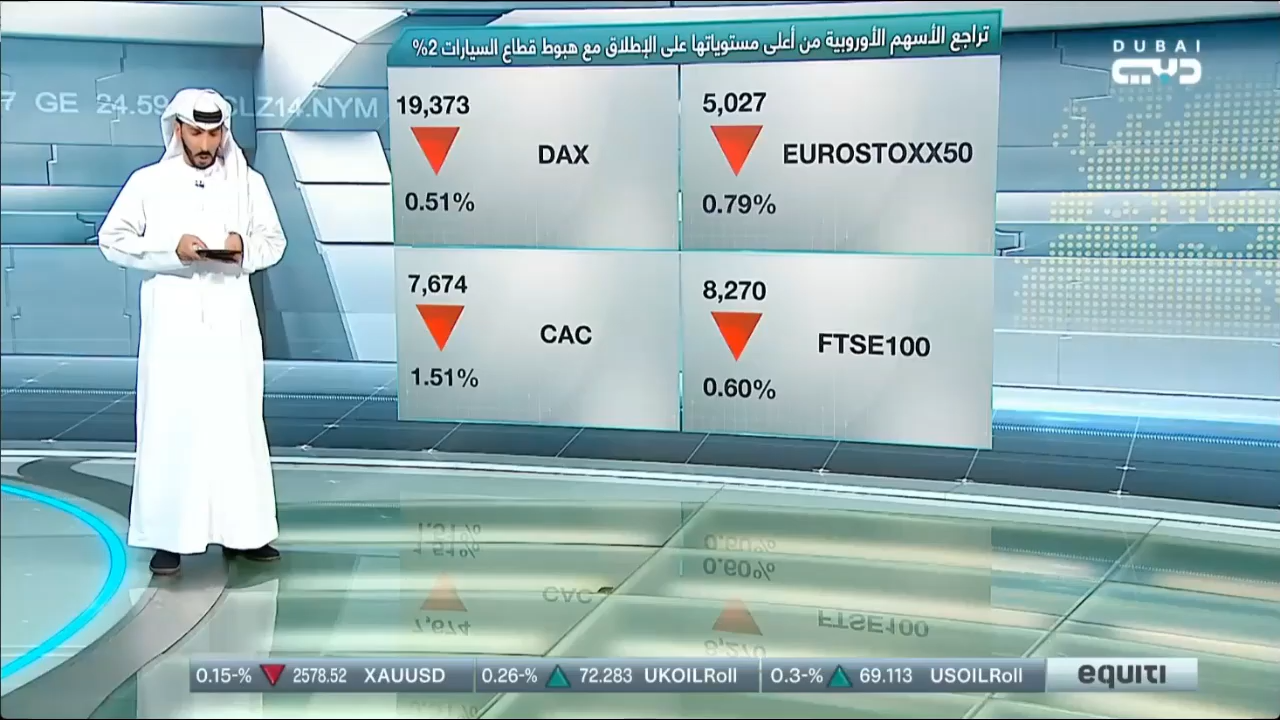 تراجع الأسهم الأوروبية من أعلى مستوياتها على الإطلاق مع هبوط قطاع السيارات 2%
DUBAI
دبي
7 GE 24.59 CLZ14.NYM
19,373
DAX
0.51%
5,027
EUROSTOXX50
0.79%
7,674
CAC
1.51%
8,270
FTSE100
0.60%
0.15-% 2578.52 XAUUSD 0.26-% 72.283 UKOILRoll 0.3-% 69.113 USOILRoll equiti